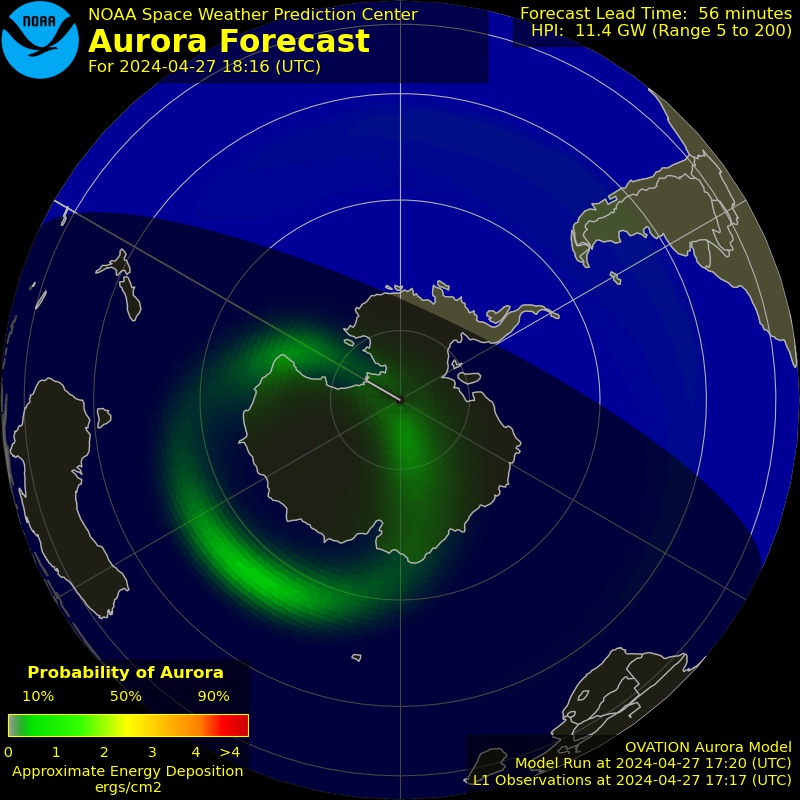 NOAA
NOAA Space Weather Prediction Center
Aurora Forecast
For 2024-04-27 18:16 (UTC)
Forecast Lead Time: 56 minutes
HPI: 11.4 GW (Range 5 to 200)
Probability of Aurora
10% 50% 90%
0 1 2 3 4 >4
Approximate Energy Deposition
ergs/cm2
OVATION Aurora Model
Model Run at 2024-04-27 17:20 (UTC)
L1 Observations at 2024-04-27 17:17 (UTC)